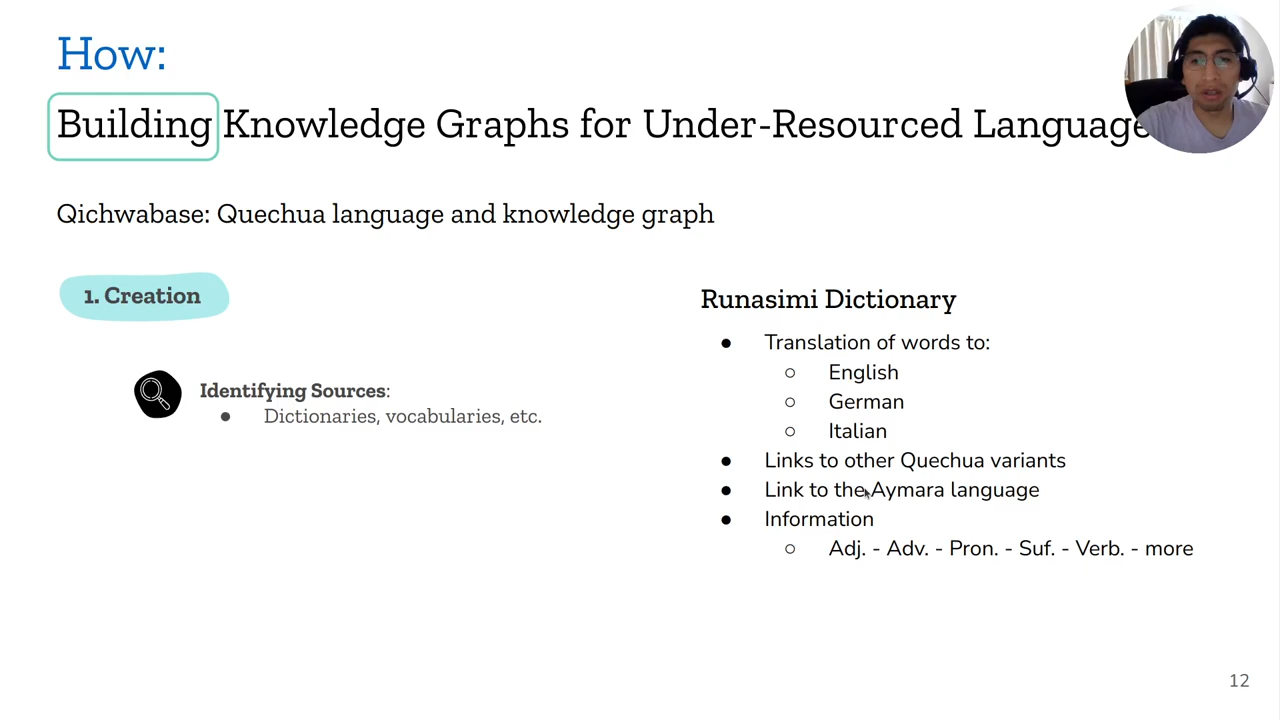 How:
Building Knowledge Graphs for Under-Resourced Language
Qichwabase: Quechua language and knowledge graph
1. Creation
Identifying Sources:
● Dictionaries, vocabularies, etc.
Runasimi Dictionary
● Translation of words to:
○ English
○ German
○ Italian
● Links to other Quechua variants
● Link to the Aymara language
● Information
○ Adj. - Adv. - Pron. - Suf. - Verb. - more
12